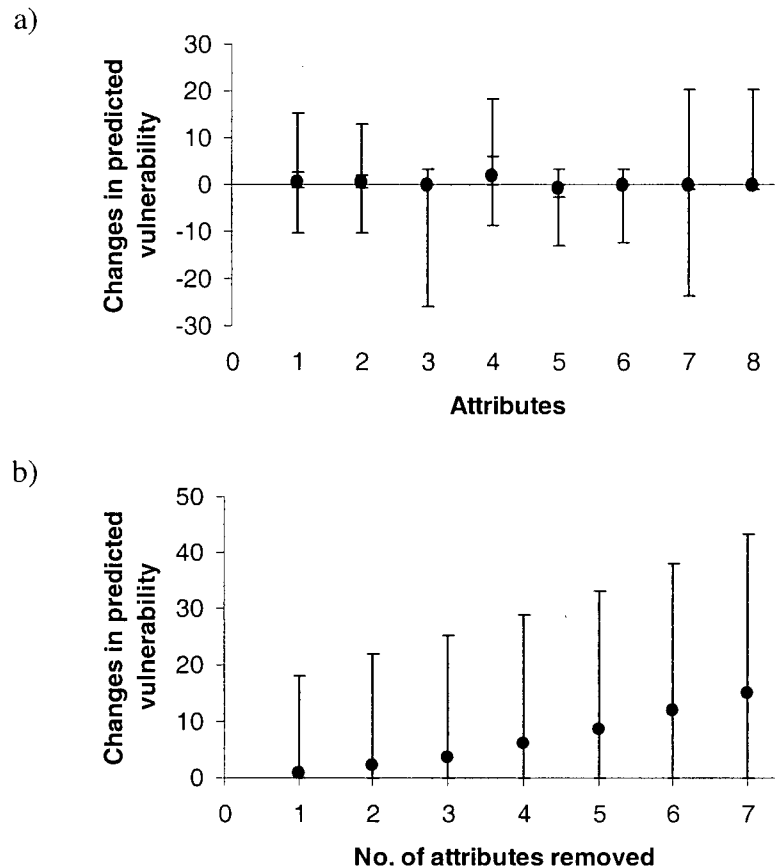 a)
Changes in predicted
vulnerability
30
20
10
0
-10
-20
-30
0 1 2 3 4 5 6 7 8
Attributes
b)
Changes in predicted
vulnerability
50
40
30
20
10
0
0 1 2 3 4 5 6 7
No. of attributes removed